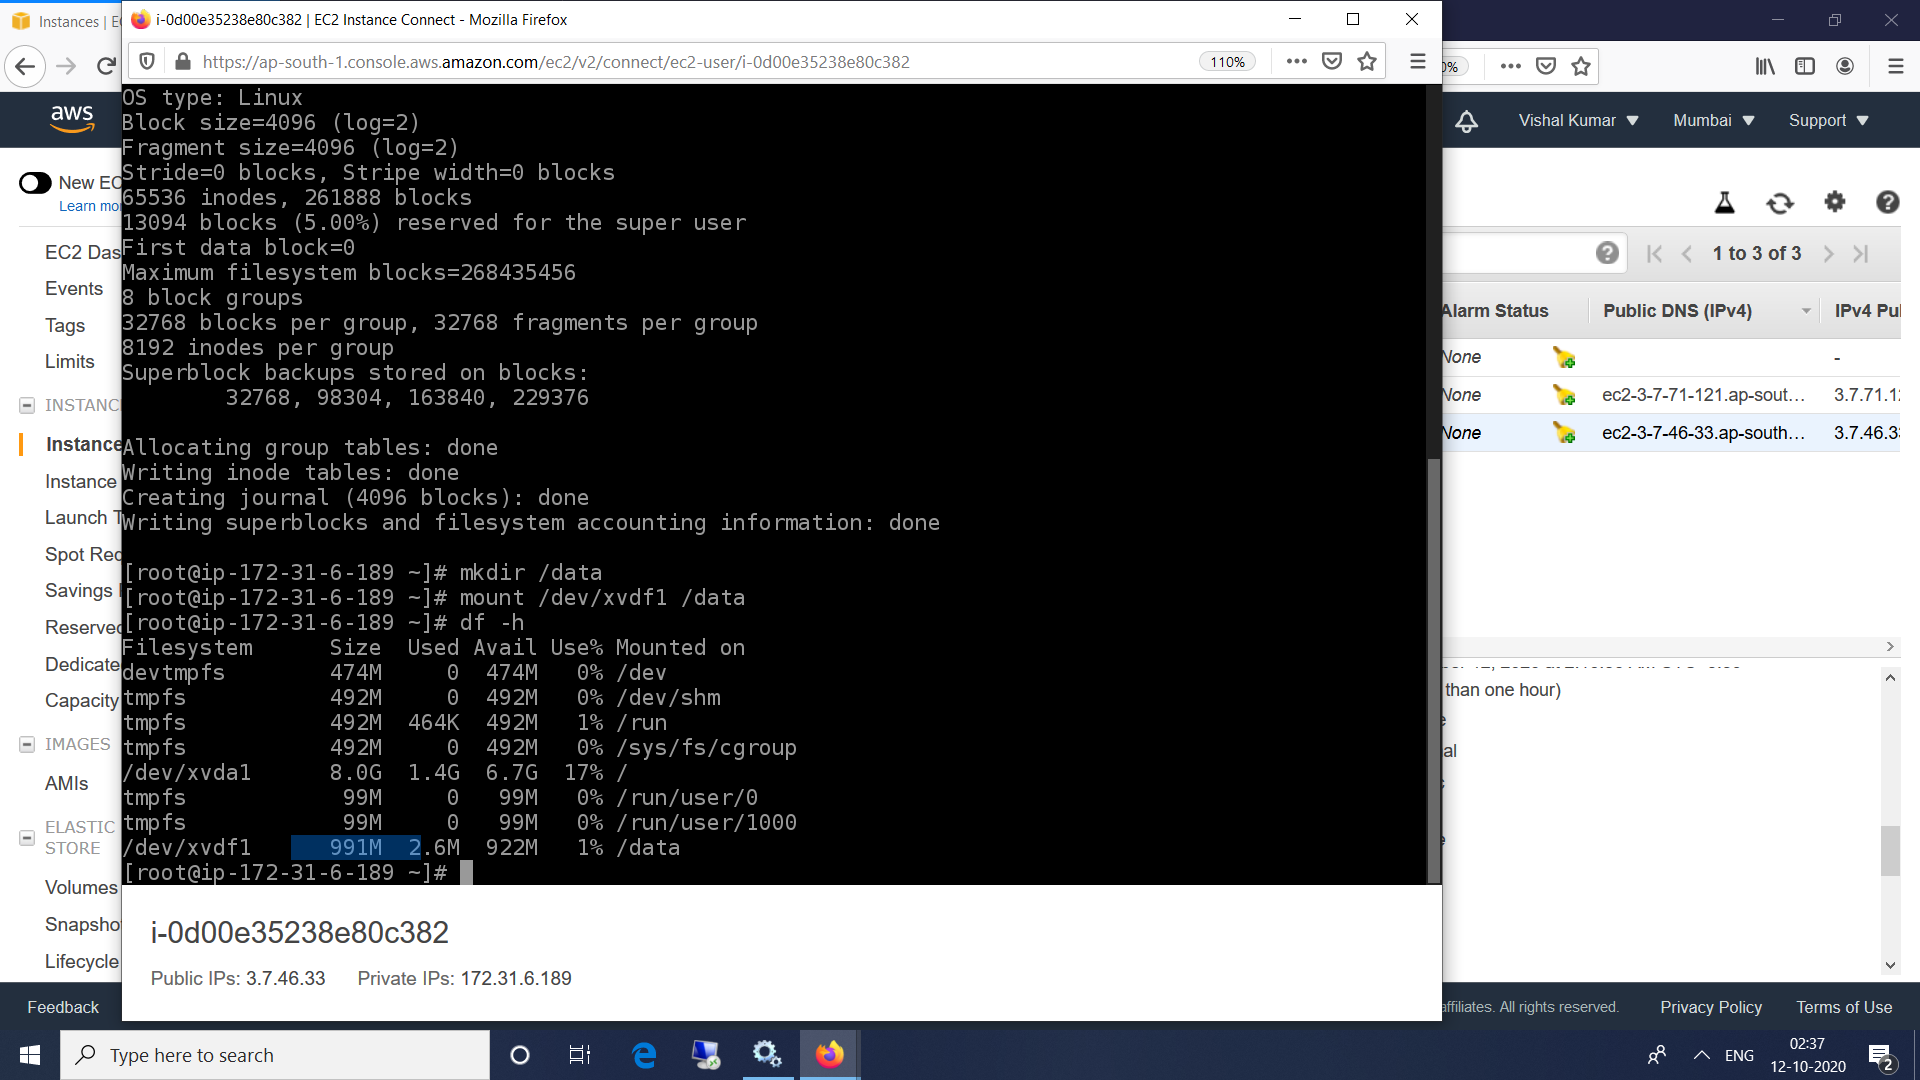 Instances | E
i-0d00e35238e80c382 | EC2 Instance Connect - Mozilla Firefox
https://ap-south-1.console.aws.amazon.com/ec2/v2/connect/ec2-user/i-0d00e35238e80c382
110%
0%
aws
Vishal Kumar
Mumbai
Support
New EC
Learn mo
EC2 Das
Events
Tags
Limits
INSTANC
Instance
Instance
Launch T
Spot Req
Savings
Reserved
Dedicate
Capacity
IMAGES
AMIs
ELASTIC
STORE
Volumes
Snapsho
Lifecycle
OS type: Linux
Block size=4096 (log=2)
Fragment size=4096 (log=2)
Stride=0 blocks, Stripe width=0 blocks
65536 inodes, 261888 blocks
13094 blocks (5.00%) reserved for the super user
First data block=0
Maximum filesystem blocks=268435456
8 block groups
32768 blocks per group, 32768 fragments per group
8192 inodes per group
Superblock backups stored on blocks:
32768, 98304, 163840, 229376
Allocating group tables: done
Writing inode tables: done
Creating journal (4096 blocks): done
Writing superblocks and filesystem accounting information: done
[root@ip-172-31-6-189 ~]# mkdir /data
[root@ip-172-31-6-189 ~]# mount /dev/xvdf1 /data
[root@ip-172-31-6-189 ~]# df -h
Filesystem Size Used Avail Use% Mounted on
devtmpfs 474M 0 474M 0% /dev
tmpfs 492M 0 492M 0% /dev/shm
tmpfs 492M 464K 492M 1% /run
tmpfs 492M 0 492M 0% /sys/fs/cgroup
/dev/xvda1 8.0G 1.4G 6.7G 17% /
tmpfs 99M 0 99M 0% /run/user/0
tmpfs 99M 0 99M 0% /run/user/1000
/dev/xvdf1 991M 2.6M 922M 1% /data
[root@ip-172-31-6-189 ~]#
i-0d00e35238e80c382
Public IPs: 3.7.46.33 Private IPs: 172.31.6.189
1 to 3 of 3
Alarm Status Public DNS (IPv4) IPv4 Pu
None -
None ec2-3-7-71-121.ap-sout... 3.7.71.1
None ec2-3-7-46-33.ap-south... 3.7.46.3
than one hour)
al
Feedback
affiliates. All rights reserved. Privacy Policy Terms of Use
Type here to search
ENG
02:37
12-10-2020
2